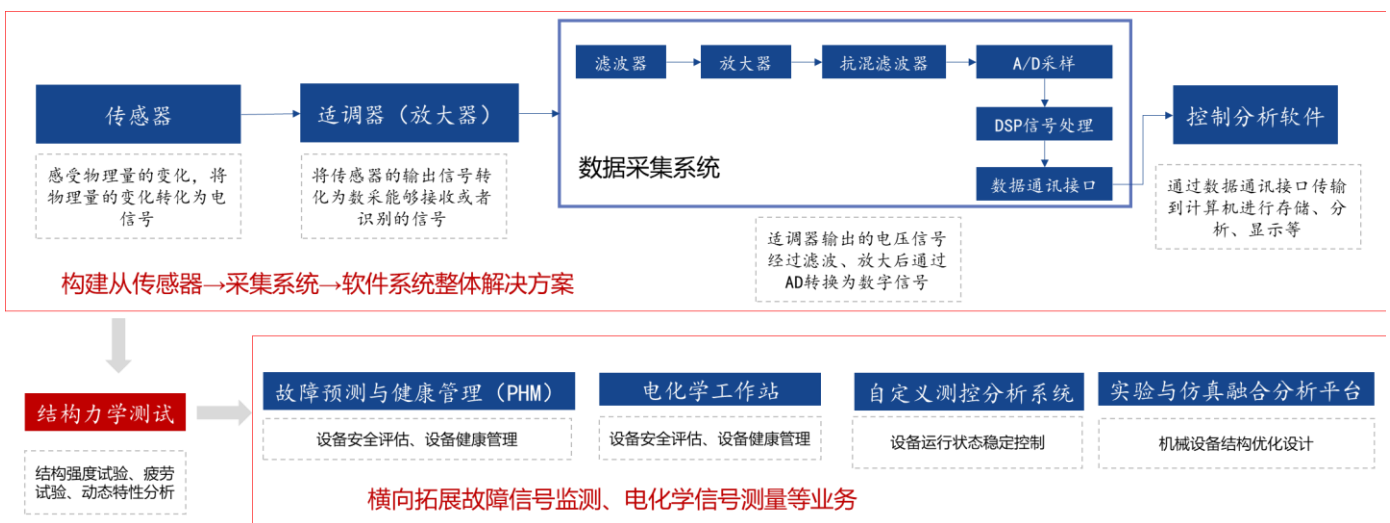 滤波器
放大器
抗混滤波器
A/D采样
传感器
适调器（放大器）
DSP信号处理
控制分析软件
数据采集系统
数据通讯接口
感受物理量的变化，将
物理量的变化转化为电
信号
将传感器的输出信号转
化为数采能够接收或者
识别的信号
适调器输出的电压信号
经过滤波、放大后通过
AD转换为数字信号
通过数据通讯接口传输
到计算机进行存储、分
析、显示等
构建从传感器→采集系统→软件系统整体解决方案
结构力学测试
结构强度试验、疲劳
试验、动态特性分析
故障预测与健康管理（PHM）
电化学工作站
自定义测控分析系统
实验与仿真融合分析平台
设备安全评估、设备健康管理
设备安全评估、设备健康管理
设备运行状态稳定控制
机械设备结构优化设计
横向拓展故障信号监测、电化学信号测量等业务